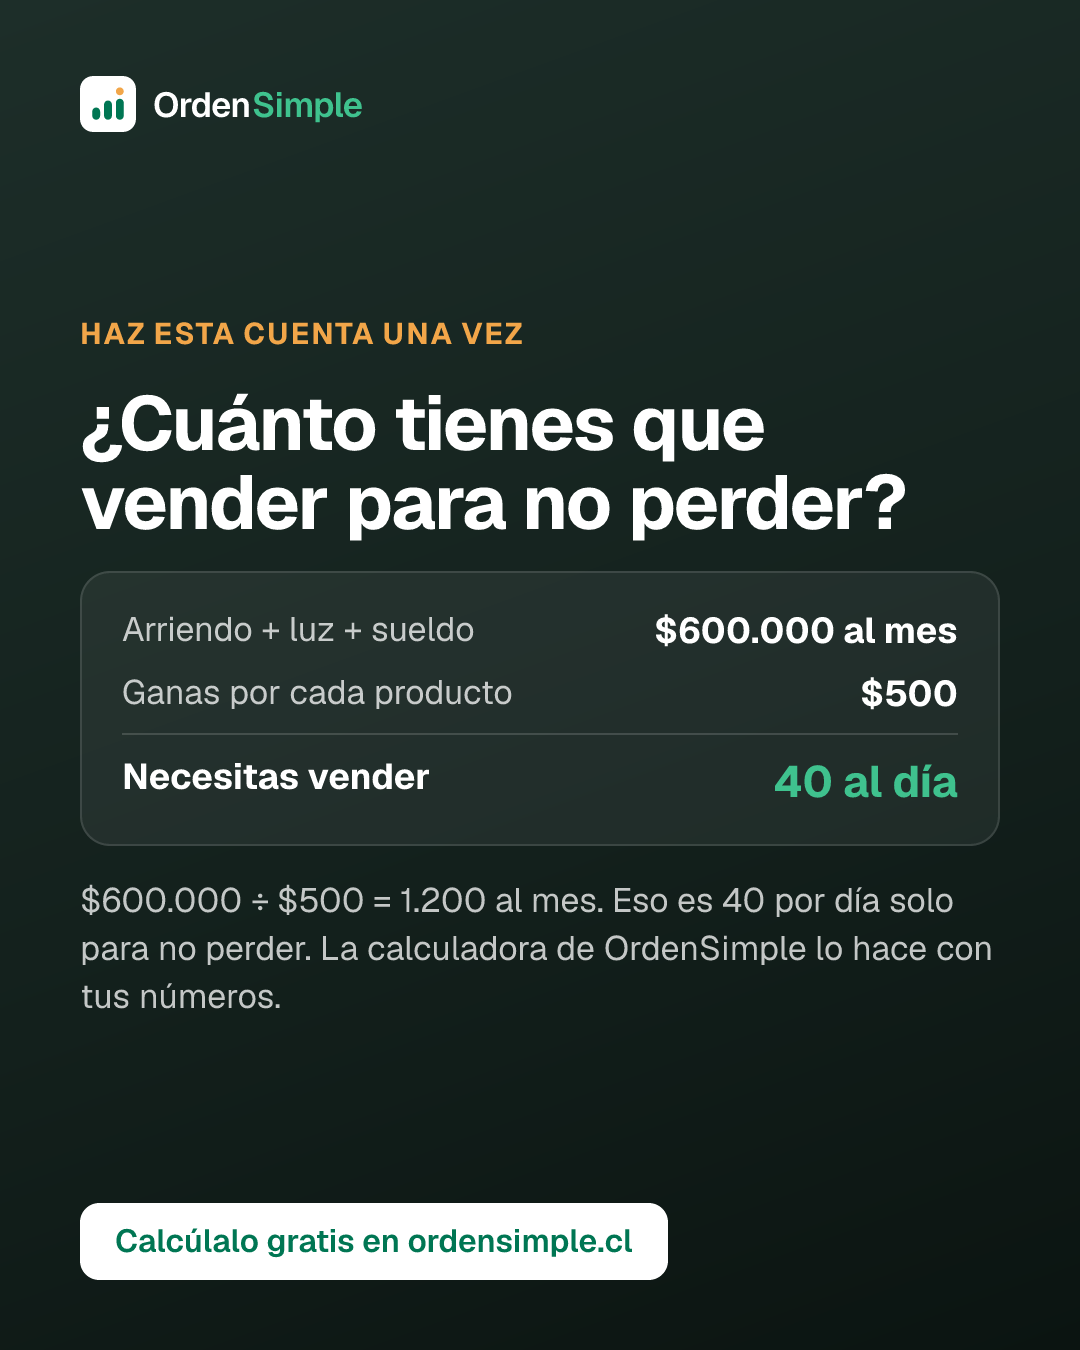 OrdenSimple
HAZ ESTA CUENTA UNA VEZ
¿Cuánto tienes que
vender para no perder?
Arriendo + luz + sueldo $600.000 al mes
Ganas por cada producto $500
Necesitas vender 40 al día
$600.000 ÷ $500 = 1.200 al mes. Eso es 40 por día solo
para no perder. La calculadora de OrdenSimple lo hace con
tus números.
Calcúlalo gratis en ordensimple.cl